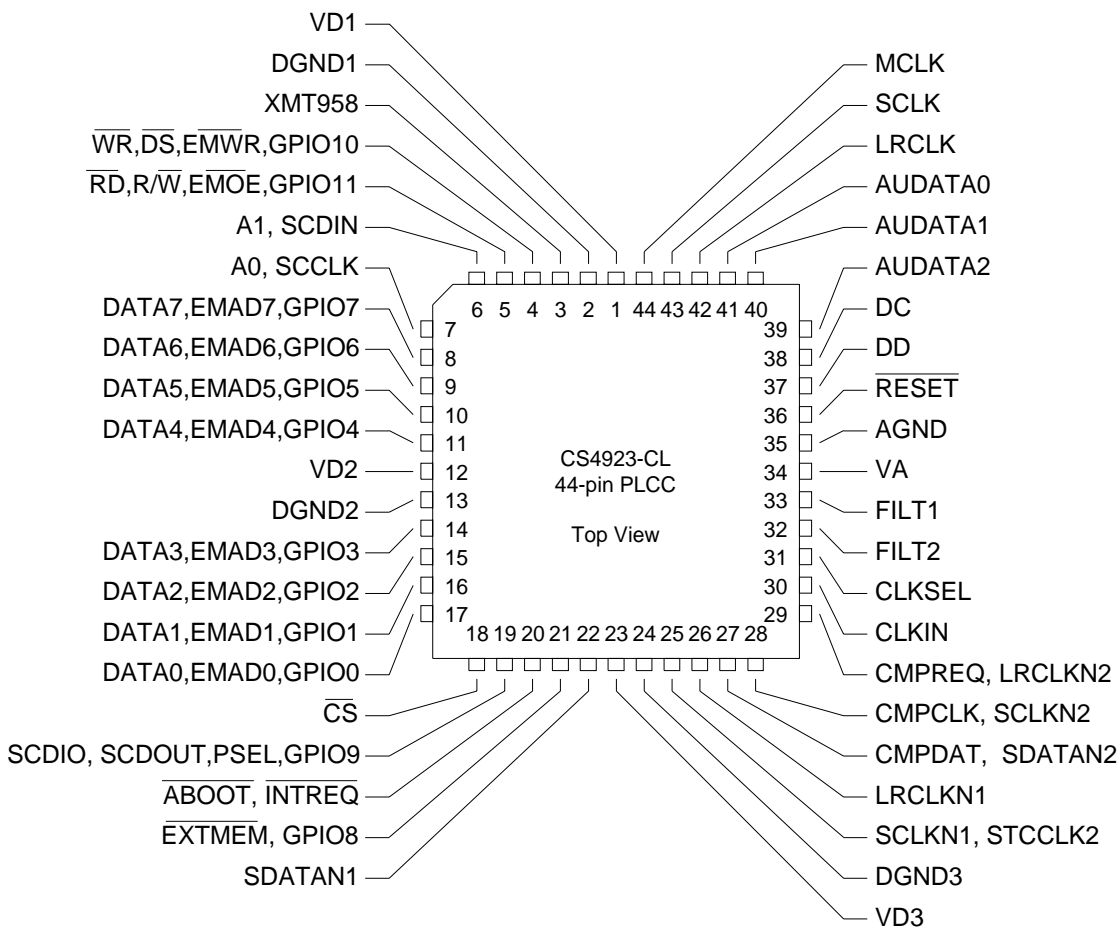 VD1
DGND1
XMT958
WR,DS,EMWR,GPIO10
RD,R/W,EMOE,GPIO11
A1, SCDIN
A0, SCCLK
DATA7,EMAD7,GPIO7
DATA6,EMAD6,GPIO6
DATA5,EMAD5,GPIO5
DATA4,EMAD4,GPIO4
VD2
DGND2
DATA3,EMAD3,GPIO3
DATA2,EMAD2,GPIO2
DATA1,EMAD1,GPIO1
DATA0,EMAD0,GPIO0
CS
SCDIO, SCDOUT,PSEL,GPIO9
ABOOT, INTREQ
EXTMEM, GPIO8
SDATAN1
6 5 4 3 2 1 44 43 42 41 40
7
8
9
10
11
12
13
14
15
16
17
CS4923-CL
44-pin PLCC
Top View
39
38
37
36
35
34
33
32
31
30
29
18 19 20 21 22 23 24 25 26 27 28
MCLK
SCLK
LRCLK
AUDATA0
AUDATA1
AUDATA2
DC
DD
RESET
AGND
VA
FILT1
FILT2
CLKSEL
CLKIN
CMPREQ, LRCLKN2
CMPCLK, SCLKN2
CMPDAT, SDATAN2
LRCLKN1
SCLKN1, STCCLK2
DGND3
VD3